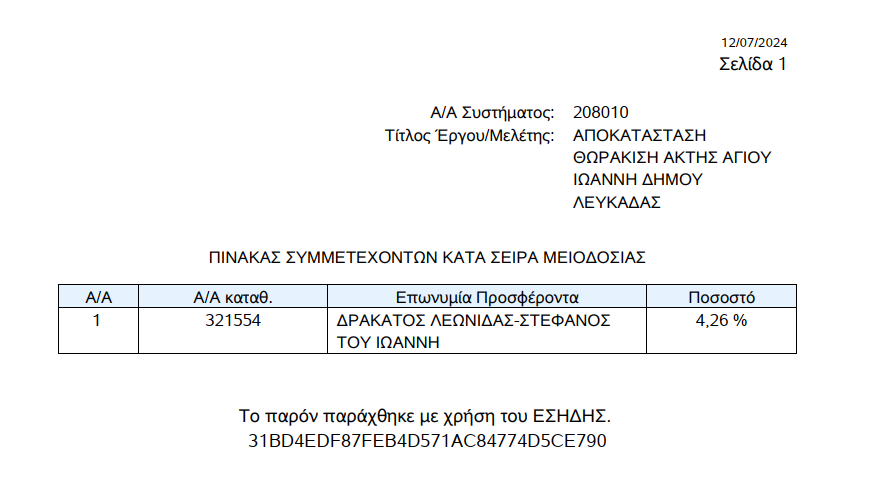 12/07/2024
Σελίδα 1
Α/Α Συστήματος: 208010
Τίτλος Έργου/Μελέτης: ΑΠΟΚΑΤΑΣΤΑΣΗ
ΘΩΡΑΚΙΣΗ ΑΚΤΗΣ ΑΓΙΟΥ
ΙΩΑΝΝΗ ΔΗΜΟΥ
ΛΕΥΚΑΔΑΣ
ΠΙΝΑΚΑΣ ΣΥΜΜΕΤΕΧΟΝΤΩΝ ΚΑΤΑ ΣΕΙΡΑ ΜΕΙΟΔΟΣΙΑΣ
Α/Α Α/Α καταθ. Επωνυμία Προσφέροντα Ποσοστό
1 321554 ΔΡΑΚΑΤΟΣ ΛΕΩΝΙΔΑΣ-ΣΤΕΦΑΝΟΣ 4,26 %
ΤΟΥ ΙΩΑΝΝΗ
Το παρόν παράχθηκε με χρήση του ΕΣΗΔΗΣ.
31BD4EDF87FEB4D571AC84774D5CE790